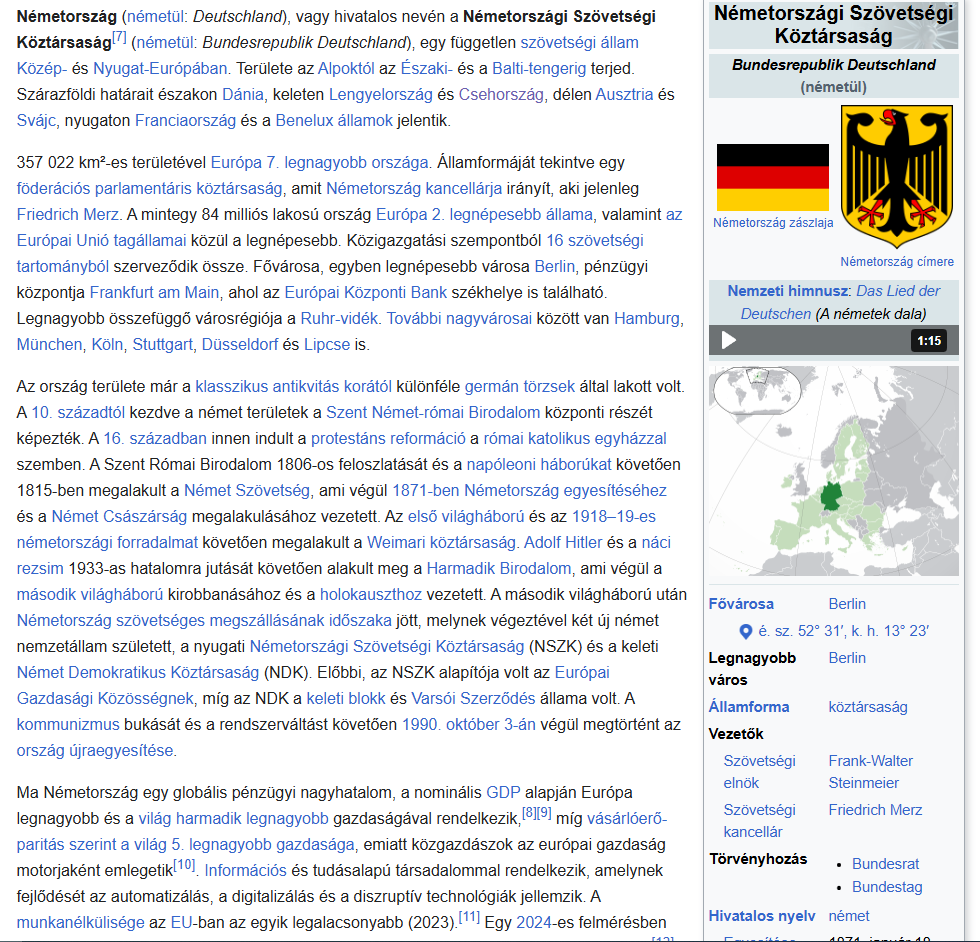 Németország (németül: Deutschland), vagy hivatalos nevén a Németországi Szövetségi
Köztársaság[7] (németül: Bundesrepublik Deutschland), egy független szövetségi állam
Közép- és Nyugat-Európában. Területe az Alpoktól az Északi- és a Balti-tengerig terjed.
Szárazföldi határait északon Dánia, keleten Lengyelország és Csehország, délen Ausztria és
Svájc, nyugaton Franciaország és a Benelux államok jelentik.
357 022 km²-es területével Európa 7. legnagyobb országa. Államformáját tekintve egy
föderációs parlamentáris köztársaság, amit Németország kancellárja irányít, aki jelenleg
Friedrich Merz. A mintegy 84 milliós lakosú ország Európa 2. legnépesebb állama, valamint az
Európai Unió tagállamai közül a legnépesebb. Közigazgatási szempontból 16 szövetségi
tartományból szerveződik össze. Fővárosa, egyben legnépesebb városa Berlin, pénzügyi
központja Frankfurt am Main, ahol az Európai Központi Bank székhelye is található.
Legnagyobb összefüggő városrégiója a Ruhr-vidék. További nagyvárosai között van Hamburg,
München, Köln, Stuttgart, Düsseldorf és Lipcse is.
Az ország területe már a klasszikus antikvitás korától különféle germán törzsek által lakott volt.
A 10. századtól kezdve a német területek a Szent Német-római Birodalom központi részét
képezték. A 16. században innen indult a protestáns reformáció a római katolikus egyházzal
szemben. A Szent Római Birodalom 1806-os feloszlatását és a napóleoni háborúkat követően
1815-ben megalakult a Német Szövetség, ami végül 1871-ben Németország egyesítéséhez
és a Német Császárság megalakulásához vezetett. Az első világháború és az 1918–19-es
németországi forradalmat követően megalakult a Weimari köztársaság. Adolf Hitler és a náci
rezsim 1933-as hatalomra jutását követően alakult meg a Harmadik Birodalom, ami végül a
második világháború kirobbanásához és a holokauszthoz vezetett. A második világháború után
Németország szövetséges megszállásának időszaka jött, melynek végeztével két új német
nemzetállam született, a nyugati Németországi Szövetségi Köztársaság (NSZK) és a keleti
Német Demokratikus Köztársaság (NDK). Előbbi, az NSZK alapítója volt az Európai
Gazdasági Közösségnek, míg az NDK a keleti blokk és Varsói Szerződés állama volt. A
kommunizmus bukását és a rendszerváltást követően 1990. október 3-án végül megtörtént az
ország újraegyesítése.
Ma Németország egy globális pénzügyi nagyhatalom, a nominális GDP alapján Európa
legnagyobb és a világ harmadik legnagyobb gazdaságával rendelkezik,[8][9] míg vásárlóerő-
paritás szerint a világ 5. legnagyobb gazdasága, emiatt közgazdászok az európai gazdaság
motorjaként emlegetik[10]. Információs és tudásalapú társadalommal rendelkezik, amelynek
fejlődését az automatizálás, a digitalizálás és a diszruptív technológiák jellemzik. A
munkanélkülisége az EU-ban az egyik legalacsonyabb (2023).[11] Egy 2024-es felmérésben
Németországi Szövetségi
Köztársaság
Bundesrepublik Deutschland
(németül)
Németország zászlaja
Németország címere
Nemzeti himnusz: Das Lied der
Deutschen (A németek dala)
1:15
Fővárosa Berlin
é. sz. 52° 31′, k. h. 13° 23′
Legnagyobb Berlin
város
Államforma köztársaság
Vezetők
Szövetségi Frank-Walter
elnök Steinmeier
Szövetségi Friedrich Merz
kancellár
Törvényhozás • Bundesrat
• Bundestag
Hivatalos nyelv német